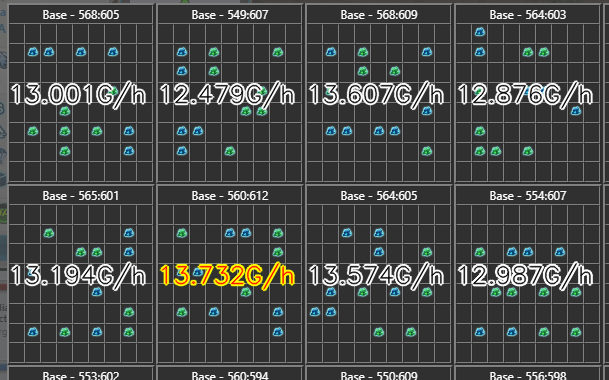 Base - 568:605
Base - 549:607
Base - 568:609
Base - 564:603
13.001G/h
12.479G/h
13.607G/h
12.876G/h
Base - 565:601
Base - 560:612
Base - 564:605
Base - 554:607
13.194G/h
13.732G/h
13.574G/h
12.987G/h
Base - 553:602
Base - 560:594
Base - 550:609
Base - 556:598